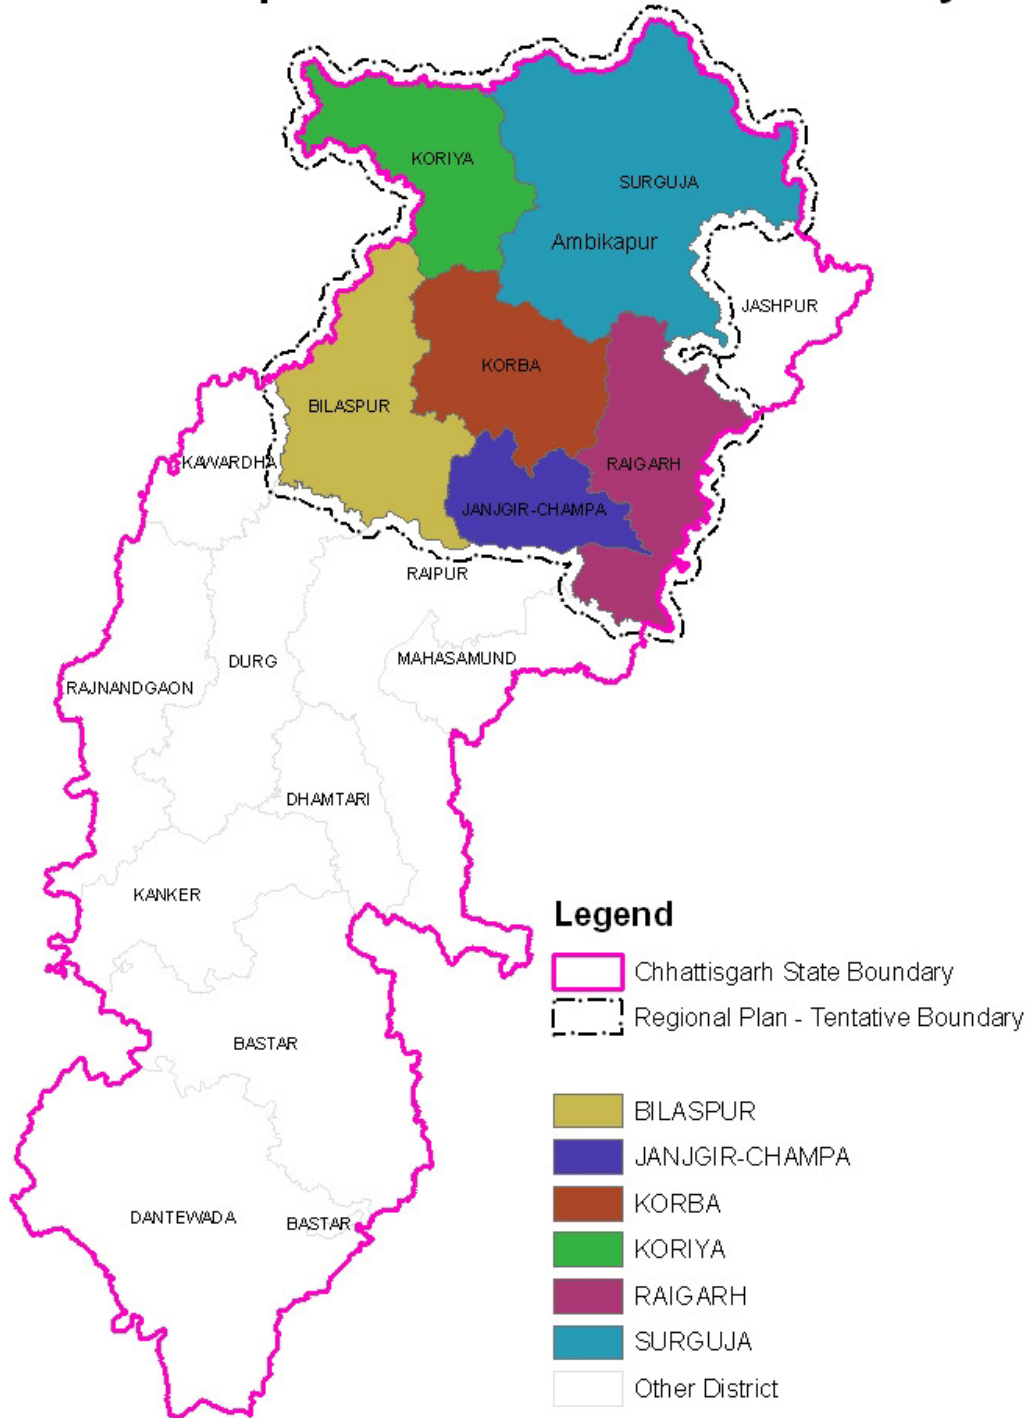 KORIYA
SURGUJA
Ambikapur
JASHPUR
KORBA
BILASPUR
KAWARDHA
RAIGARH
JANJGIR-CHAMPA
RAIPUR
DURG
MAHASAMUND
RAJNANDGAON
DHAMTARI
KANKER
BASTAR
DANTEWADA
BASTAR
Legend
Chhattisgarh State Boundary
Regional Plan - Tentative Boundary
BILASPUR
JANJGIR-CHAMPA
KORBA
KORIYA
RAIGARH
SURGUJA
Other District